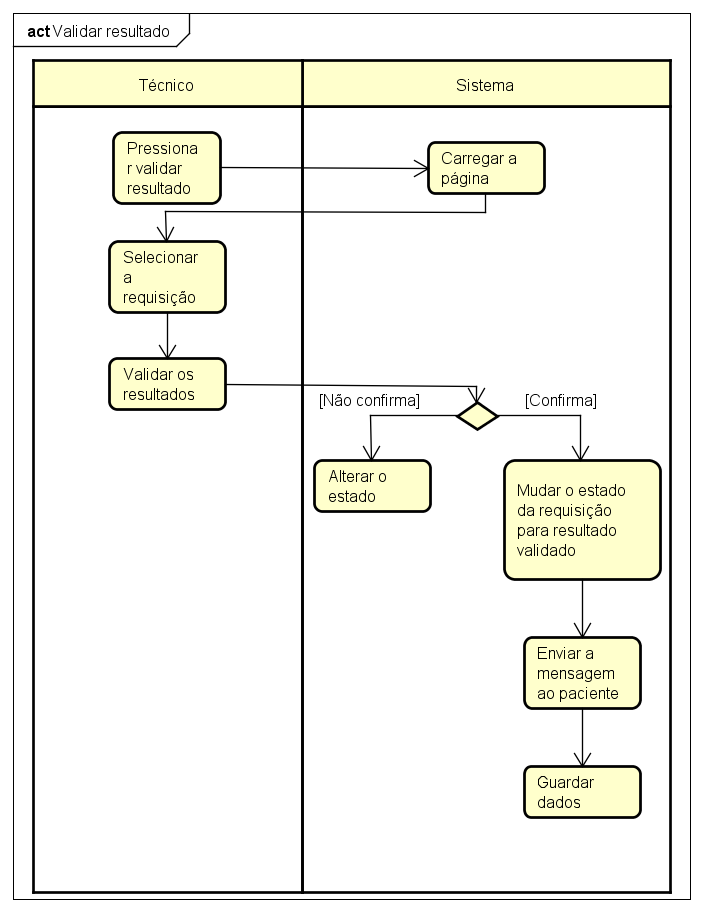 act Validar resultado
Técnico
Sistema
Pressiona
r validar
resultado
Carregar a
página
Selecionar
a
requisição
Validar os
resultados
[Não confirma]
[Confirma]
Alterar o
estado
Mudar o estado
da requisição
para resultado
validado
Enviar a
mensagem
ao paciente
Guardar
dados